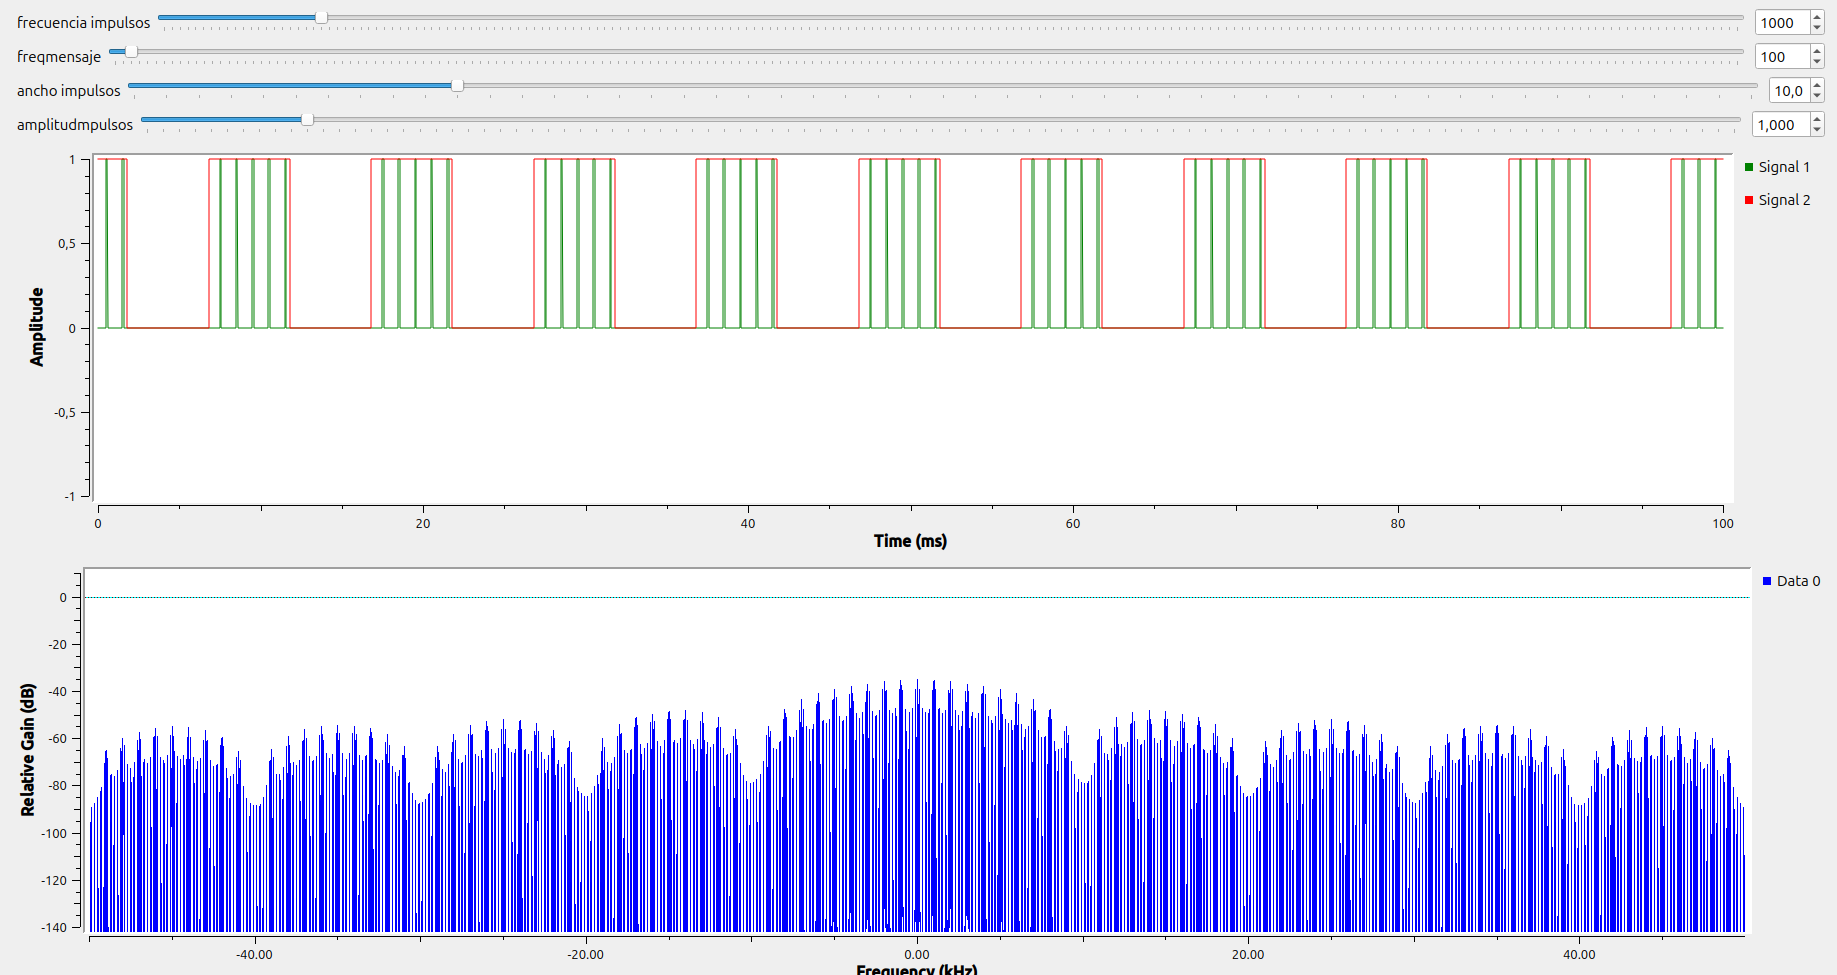 frecuencia impulsos 1000
freqmensaje 100
ancho impulsos 10,0
amplitudmpulsos 1,000
1
0,5
0
-0,5
-1
Amplitude
Signal 1
Signal 2
0 20 40 60 80 100
Time (ms)
0
-20
-40
-60
-80
-100
-120
-140
Relative Gain (dB)
Data 0
-40.00 -20.00 0.00 20.00 40.00
Frequency (kHz)